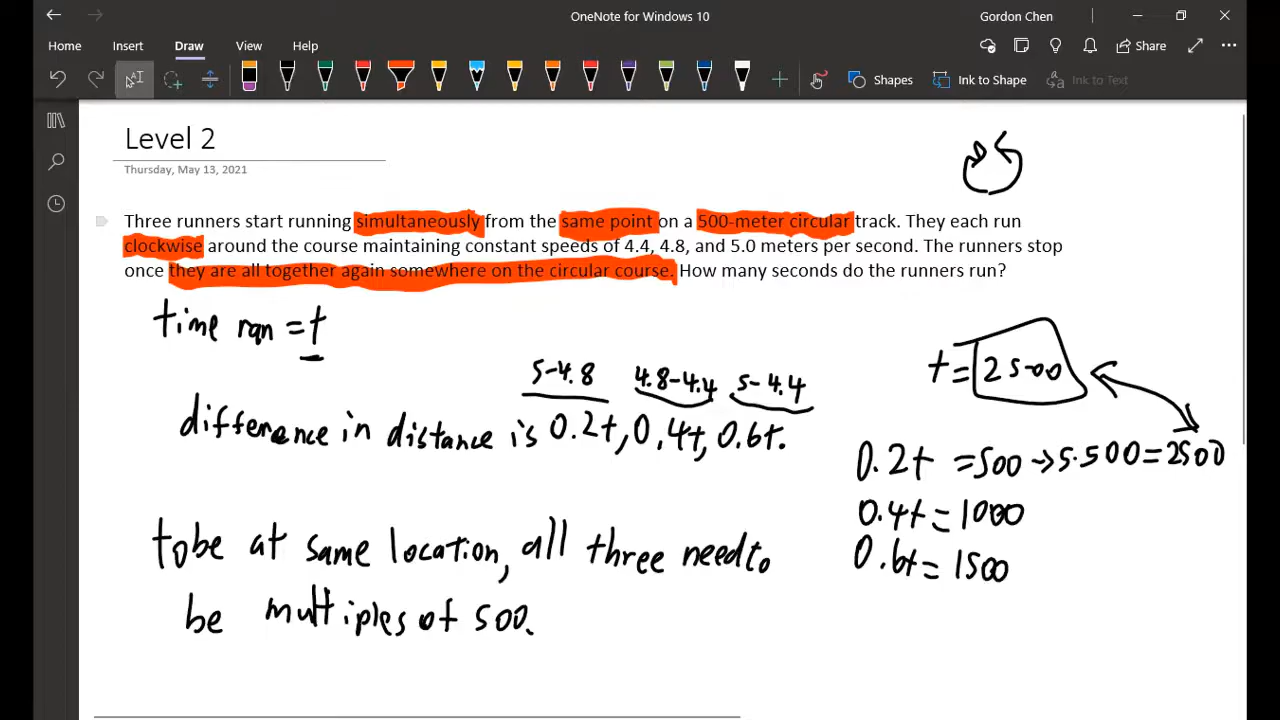 OneNote for Windows 10
Gordon Chen
Home Insert Draw View Help
Share
Shapes Ink to Shape Ink to Text
Level 2
Thursday, May 13, 2021
Three runners start running simultaneously from the same point on a 500-meter circular track. They each run
clockwise around the course maintaining constant speeds of 4.4, 4.8, and 5.0 meters per second. The runners stop
once they are all together again somewhere on the circular course. How many seconds do the runners run?
time ran = t
5-4.8 4.8-4.4 5-4.4
difference in distance is 0.2t, 0.4t, 0.6t.
to be at same location, all three need to
be multiples of 500.
t = 2500
0.2t = 500 → 5·500 = 2500
0.4t = 1000
0.6t = 1500